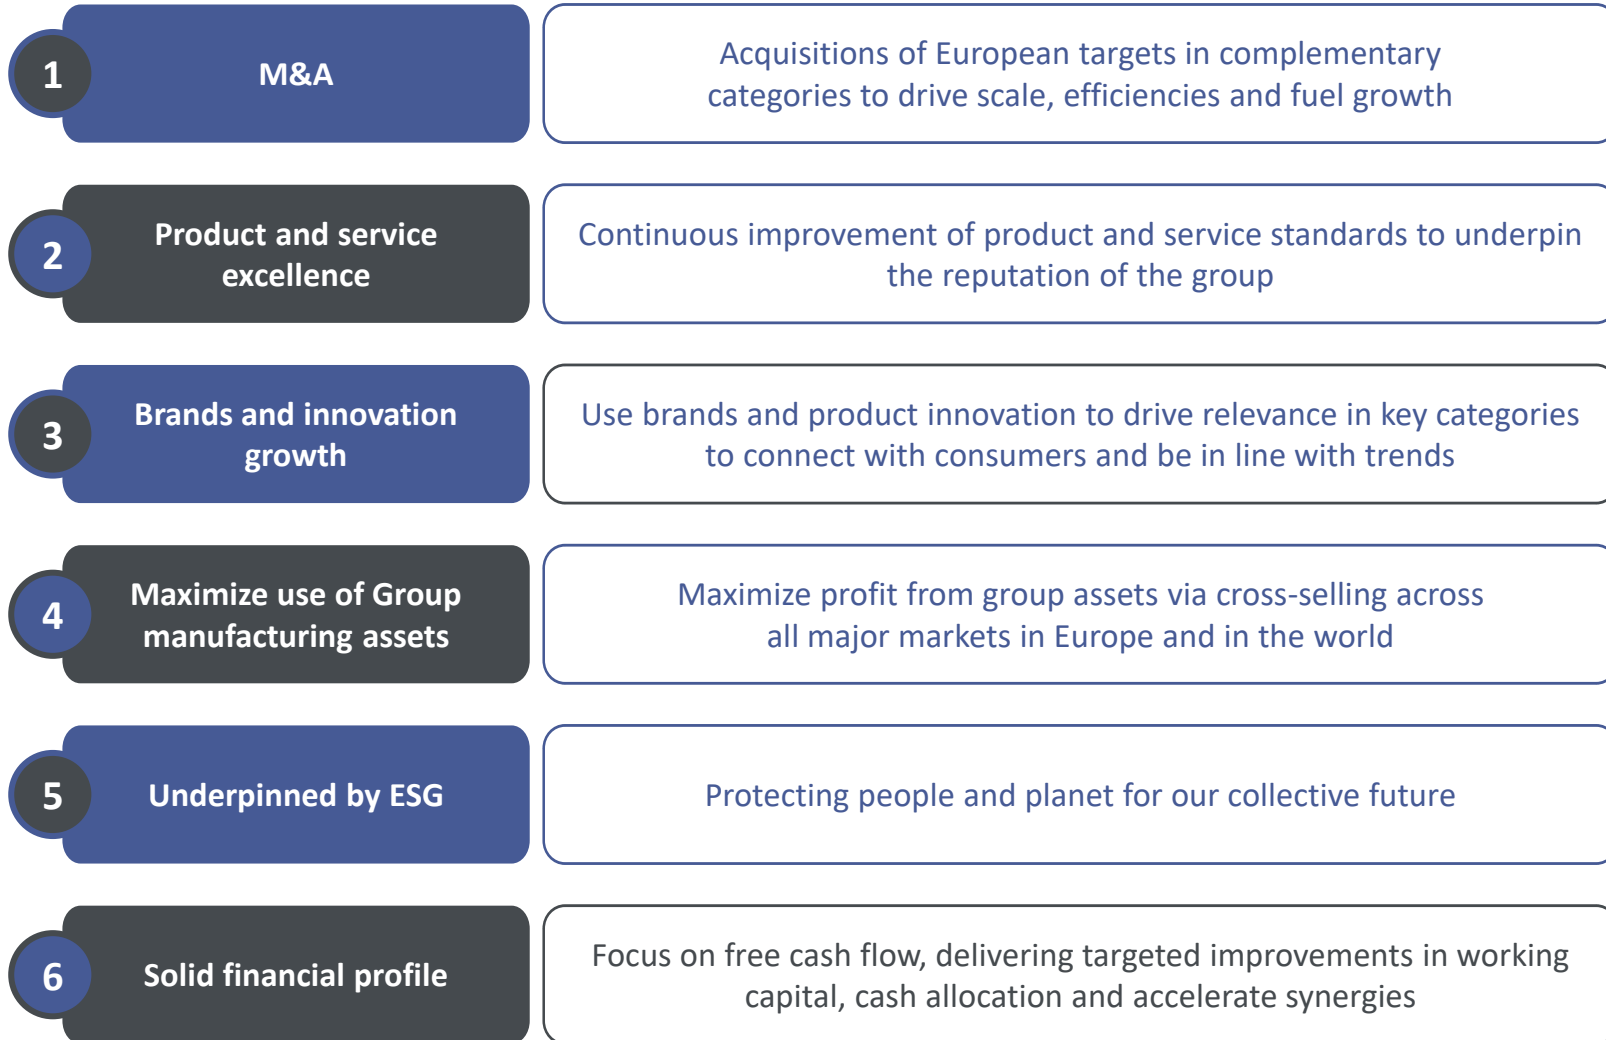 1
M&A
Acquisitions of European targets in complementary
categories to drive scale, efficiencies and fuel growth
2
Product and service
excellence
Continuous improvement of product and service standards to underpin
the reputation of the group
3
Brands and innovation
growth
Use brands and product innovation to drive relevance in key categories
to connect with consumers and be in line with trends
4
Maximize use of Group
manufacturing assets
Maximize profit from group assets via cross-selling across
all major markets in Europe and in the world
5
Underpinned by ESG
Protecting people and planet for our collective future
6
Solid financial profile
Focus on free cash flow, delivering targeted improvements in working
capital, cash allocation and accelerate synergies